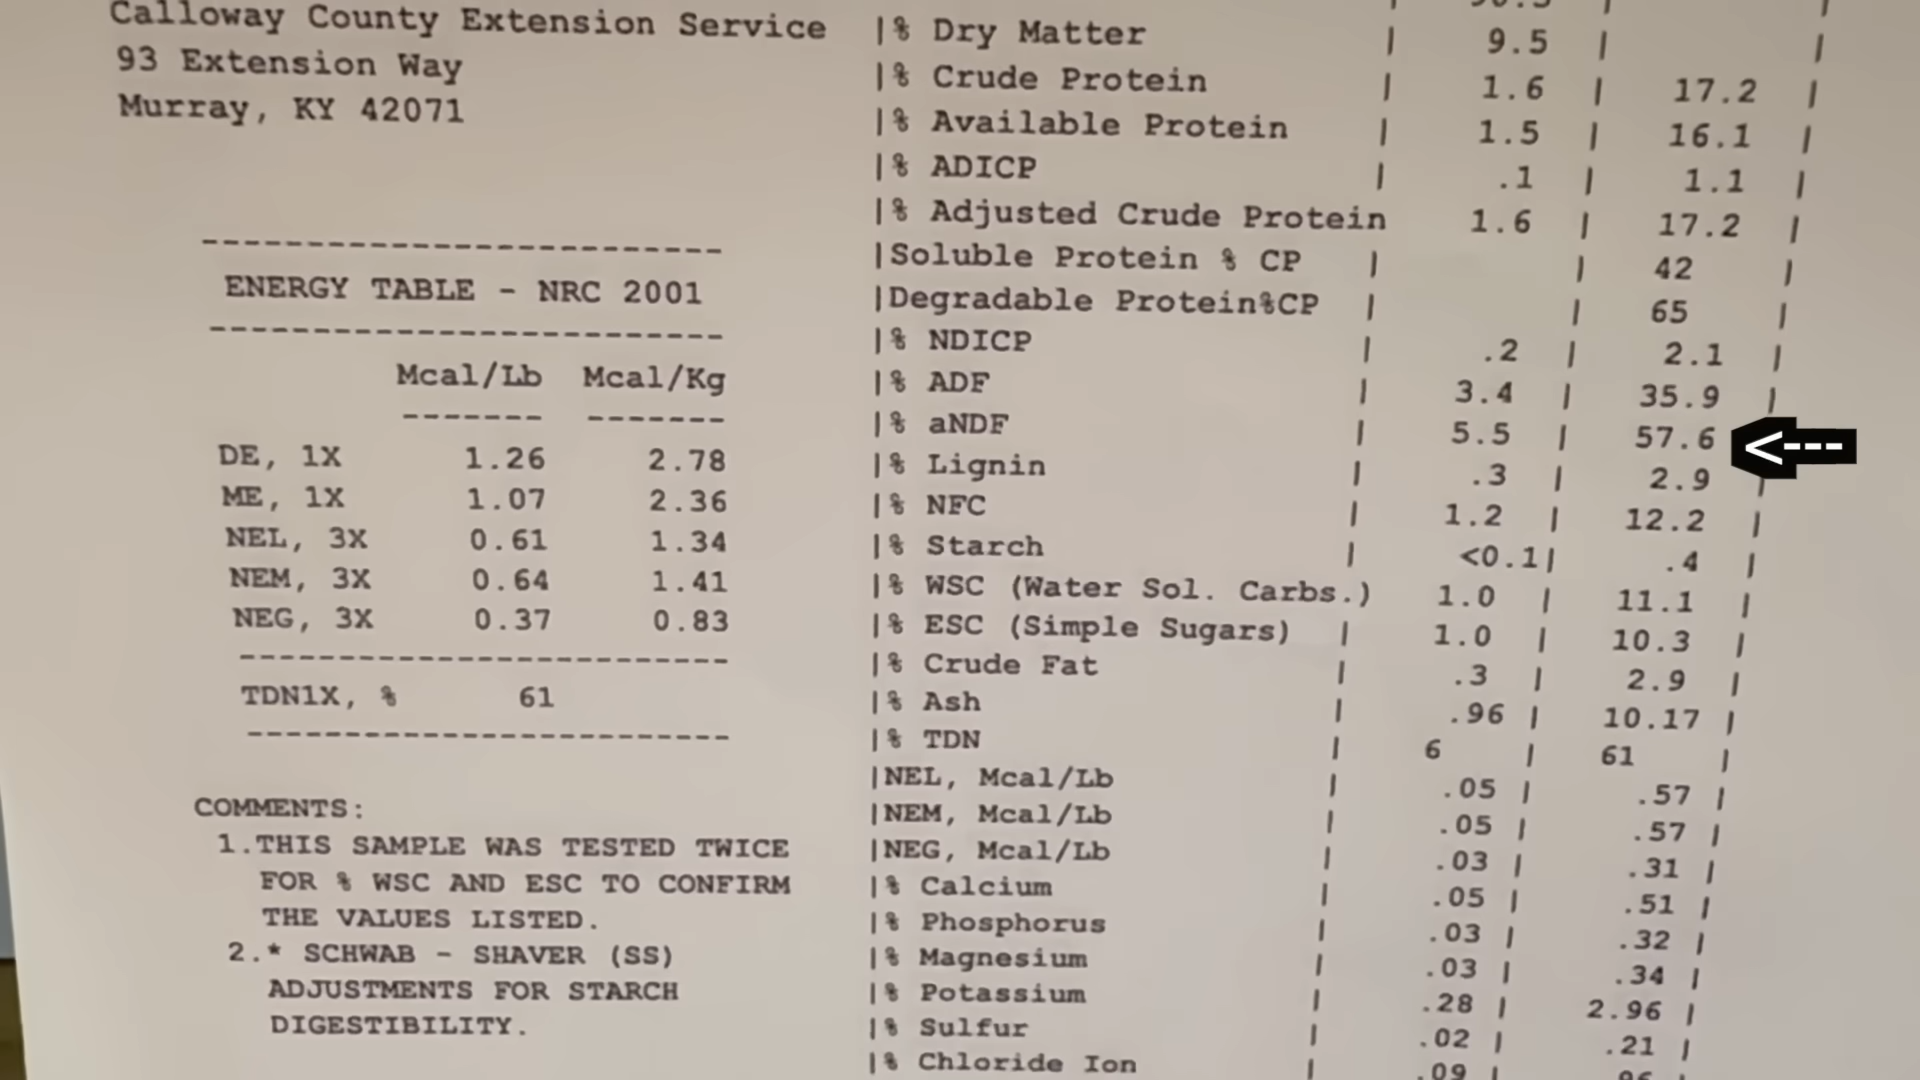 Calloway County Extension Service
93 Extension Way
Murray, KY 42071
ENERGY TABLE - NRC 2001
Mcal/Lb Mcal/Kg
DE, 1X 1.26 2.78
ME, 1X 1.07 2.36
NEL, 3X 0.61 1.34
NEM, 3X 0.64 1.41
NEG, 3X 0.37 0.83
TDN1X, % 61
COMMENTS:
1.THIS SAMPLE WAS TESTED TWICE
FOR % WSC AND ESC TO CONFIRM
THE VALUES LISTED.
2.* SCHWAB - SHAVER (SS)
ADJUSTMENTS FOR STARCH
DIGESTIBILITY.
|% Dry Matter | 9.5 | |
|% Crude Protein | 1.6 | 17.2 |
|% Available Protein | 1.5 | 16.1 |
|% ADICP | .1 | 1.1 |
|% Adjusted Crude Protein 1.6 | 17.2 |
|Soluble Protein % CP | | 42 |
|Degradable Protein%CP | | 65 |
|% NDICP | .2 | 2.1 |
|% ADF | 3.4 | 35.9 |
|% aNDF | 5.5 | 57.6
|% Lignin | .3 | 2.9 |
|% NFC | 1.2 | 12.2 |
|% Starch | <0.1| .4 |
|% WSC (Water Sol. Carbs.) 1.0 | 11.1 |
|% ESC (Simple Sugars) | 1.0 | 10.3 |
|% Crude Fat | .3 | 2.9 |
|% Ash | .96 | 10.17 |
|% TDN | 6 | 61 |
|NEL, Mcal/Lb | .05 | .57 |
|NEM, Mcal/Lb | .05 | .57 |
|NEG, Mcal/Lb | .03 | .31 |
|% Calcium | .05 | .51 |
|% Phosphorus | .03 | .32 |
|% Magnesium | .03 | .34 |
|% Potassium | .28 | 2.96 |
|% Sulfur | .02 | .21 |
|% Chloride Ion | .09 |